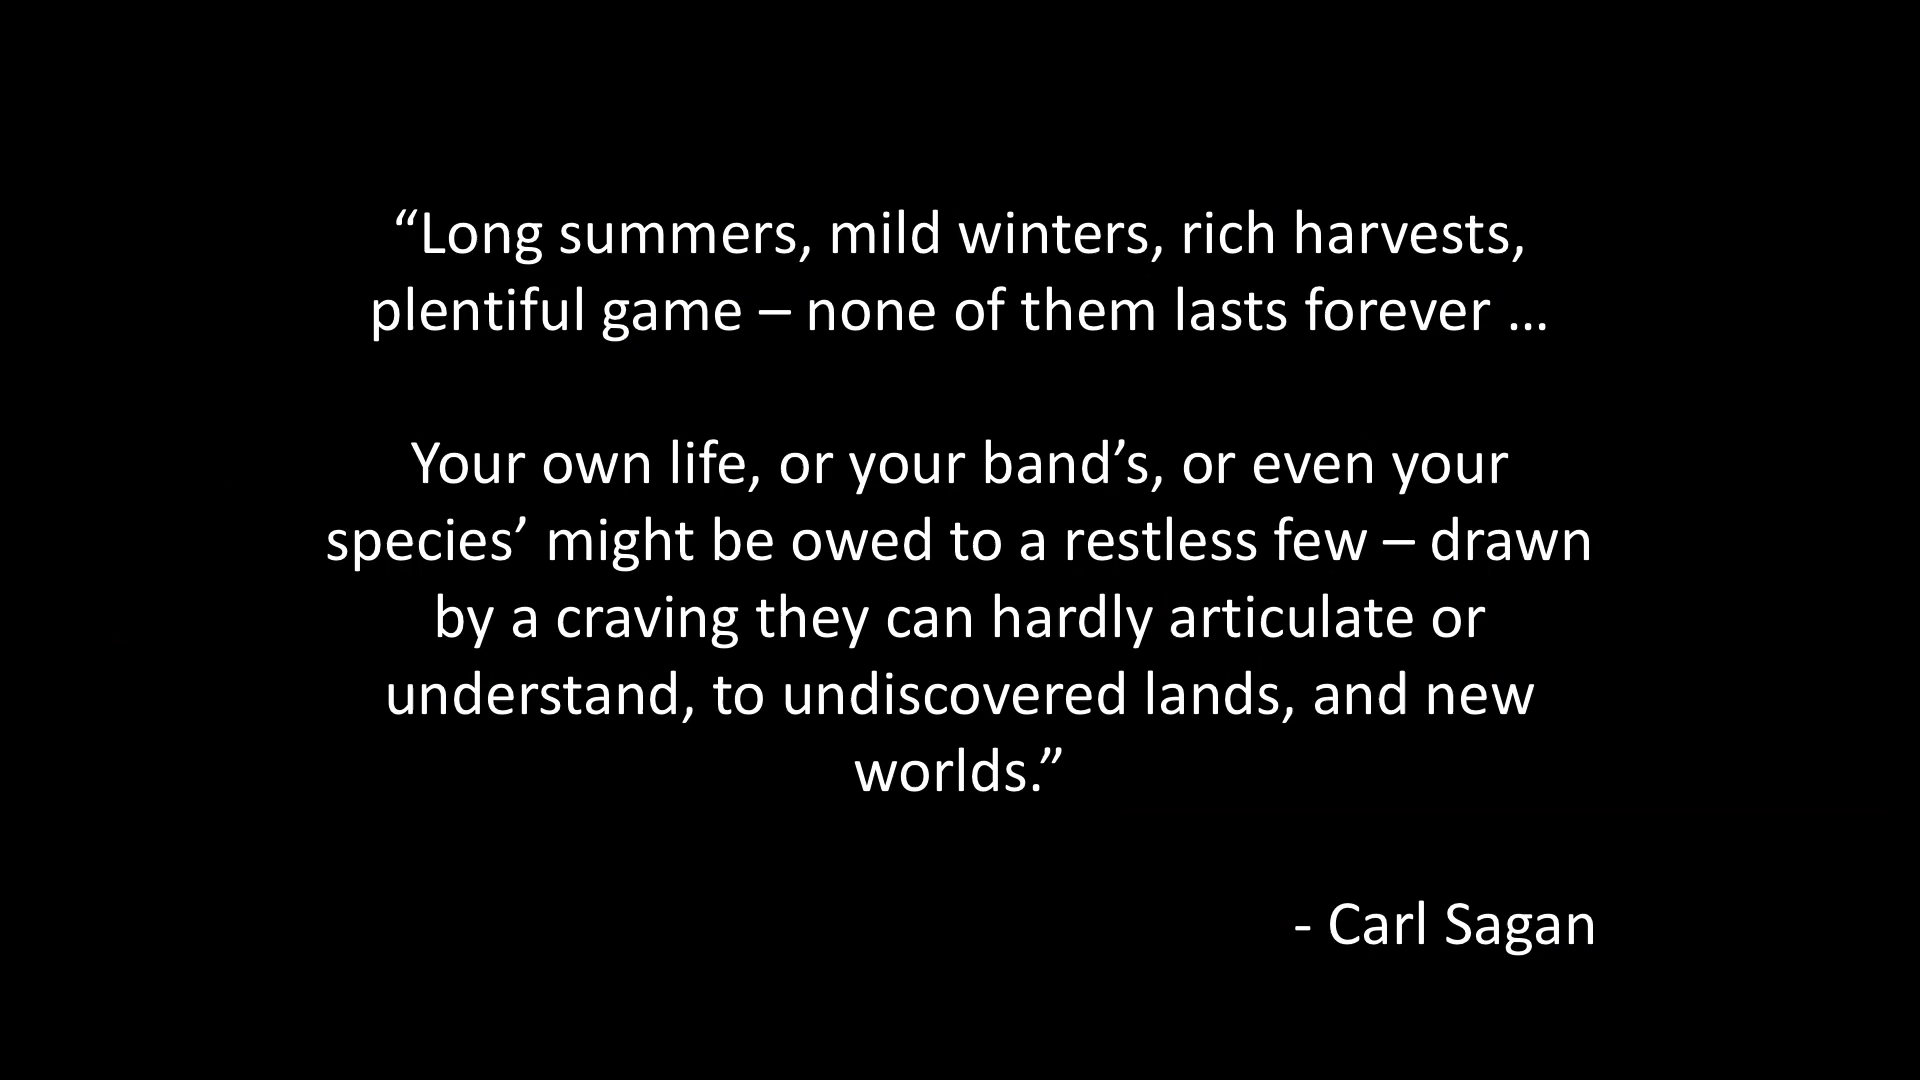 “Long summers, mild winters, rich harvests,
plentiful game – none of them lasts forever …
Your own life, or your band’s, or even your
species’ might be owed to a restless few – drawn
by a craving they can hardly articulate or
understand, to undiscovered lands, and new
worlds.”
- Carl Sagan